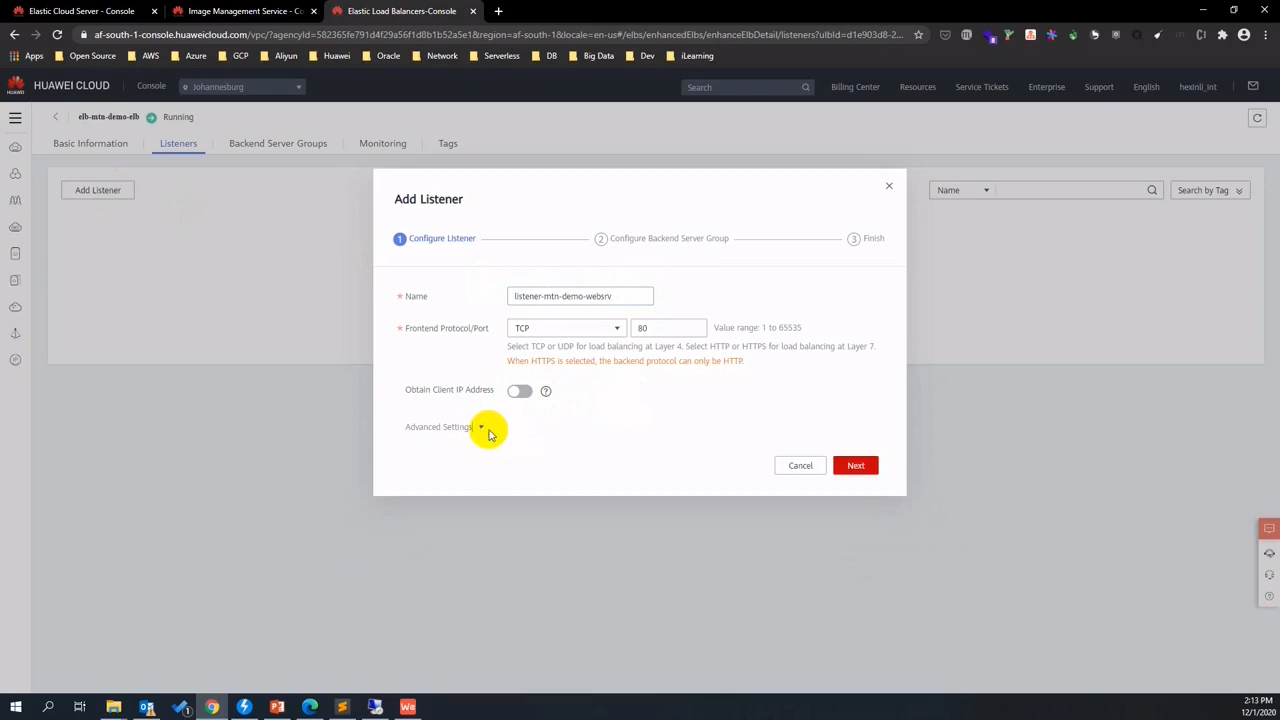 Elastic Cloud Server - Console
Image Management Service - Co
Elastic Load Balancers-Console
af-south-1-console.huaweicloud.com/vpc/?agencyId=582365fe791d4f29a56f1d8b1b52a5e1&region=af-south-1&locale=en-us#/elbs/enhancedElbs/enhanceElbDetail/listeners?ulbId=d1e903d8-2...
Apps
Open Source
AWS
Azure
GCP
Aliyun
Huawei
Oracle
Network
Serverless
DB
Big Data
Dev
iLearning
HUAWEI CLOUD
Console
Johannesburg
Search
Billing Center
Resources
Service Tickets
Enterprise
Support
English
hexinli_int
elb-mtn-demo-elb
Running
Basic Information
Listeners
Backend Server Groups
Monitoring
Tags
Add Listener
Name
Search by Tag
Add Listener
1 Configure Listener
2 Configure Backend Server Group
3 Finish
* Name
listener-mtn-demo-websrv
* Frontend Protocol/Port
TCP
80
Value range: 1 to 65535
Select TCP or UDP for load balancing at Layer 4. Select HTTP or HTTPS for load balancing at Layer 7.
When HTTPS is selected, the backend protocol can only be HTTP.
Obtain Client IP Address
Advanced Settings
Cancel
Next
2:13 PM
12/1/2020